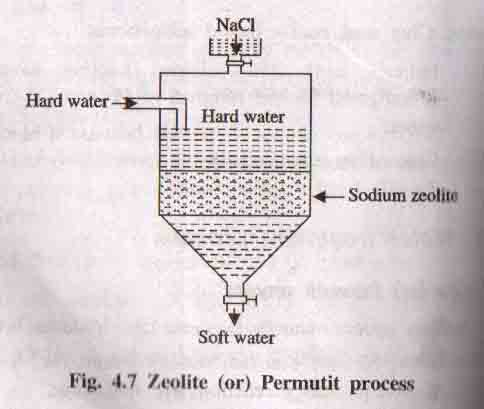 NaCl
Hard water
Hard water
Sodium zeolite
Soft water
Fig. 4.7 Zeolite (or) Permutit process